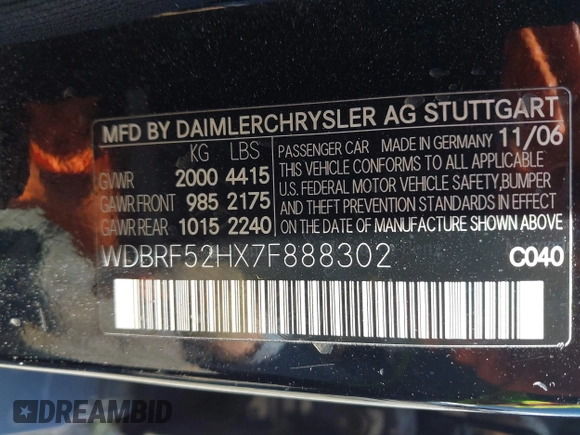 MFD BY DAIMLERCHRYSLER AG STUTTGART
KG LBS
GVWR 2000 4415
GAWR FRONT 985 2175
GAWR REAR 1015 2240
PASSENGER CAR MADE IN GERMANY 11/06
THIS VEHICLE CONFORMS TO ALL APPLICABLE
U.S. FEDERAL MOTOR VEHICLE SAFETY,BUMPER
AND THEFT PREVENTION STANDARDS IN
EFFECT ON THE DATE OF MANUFACTURE SHOWN ABOVE.
WDBRF52HX7F888302 C040
DREAMBID